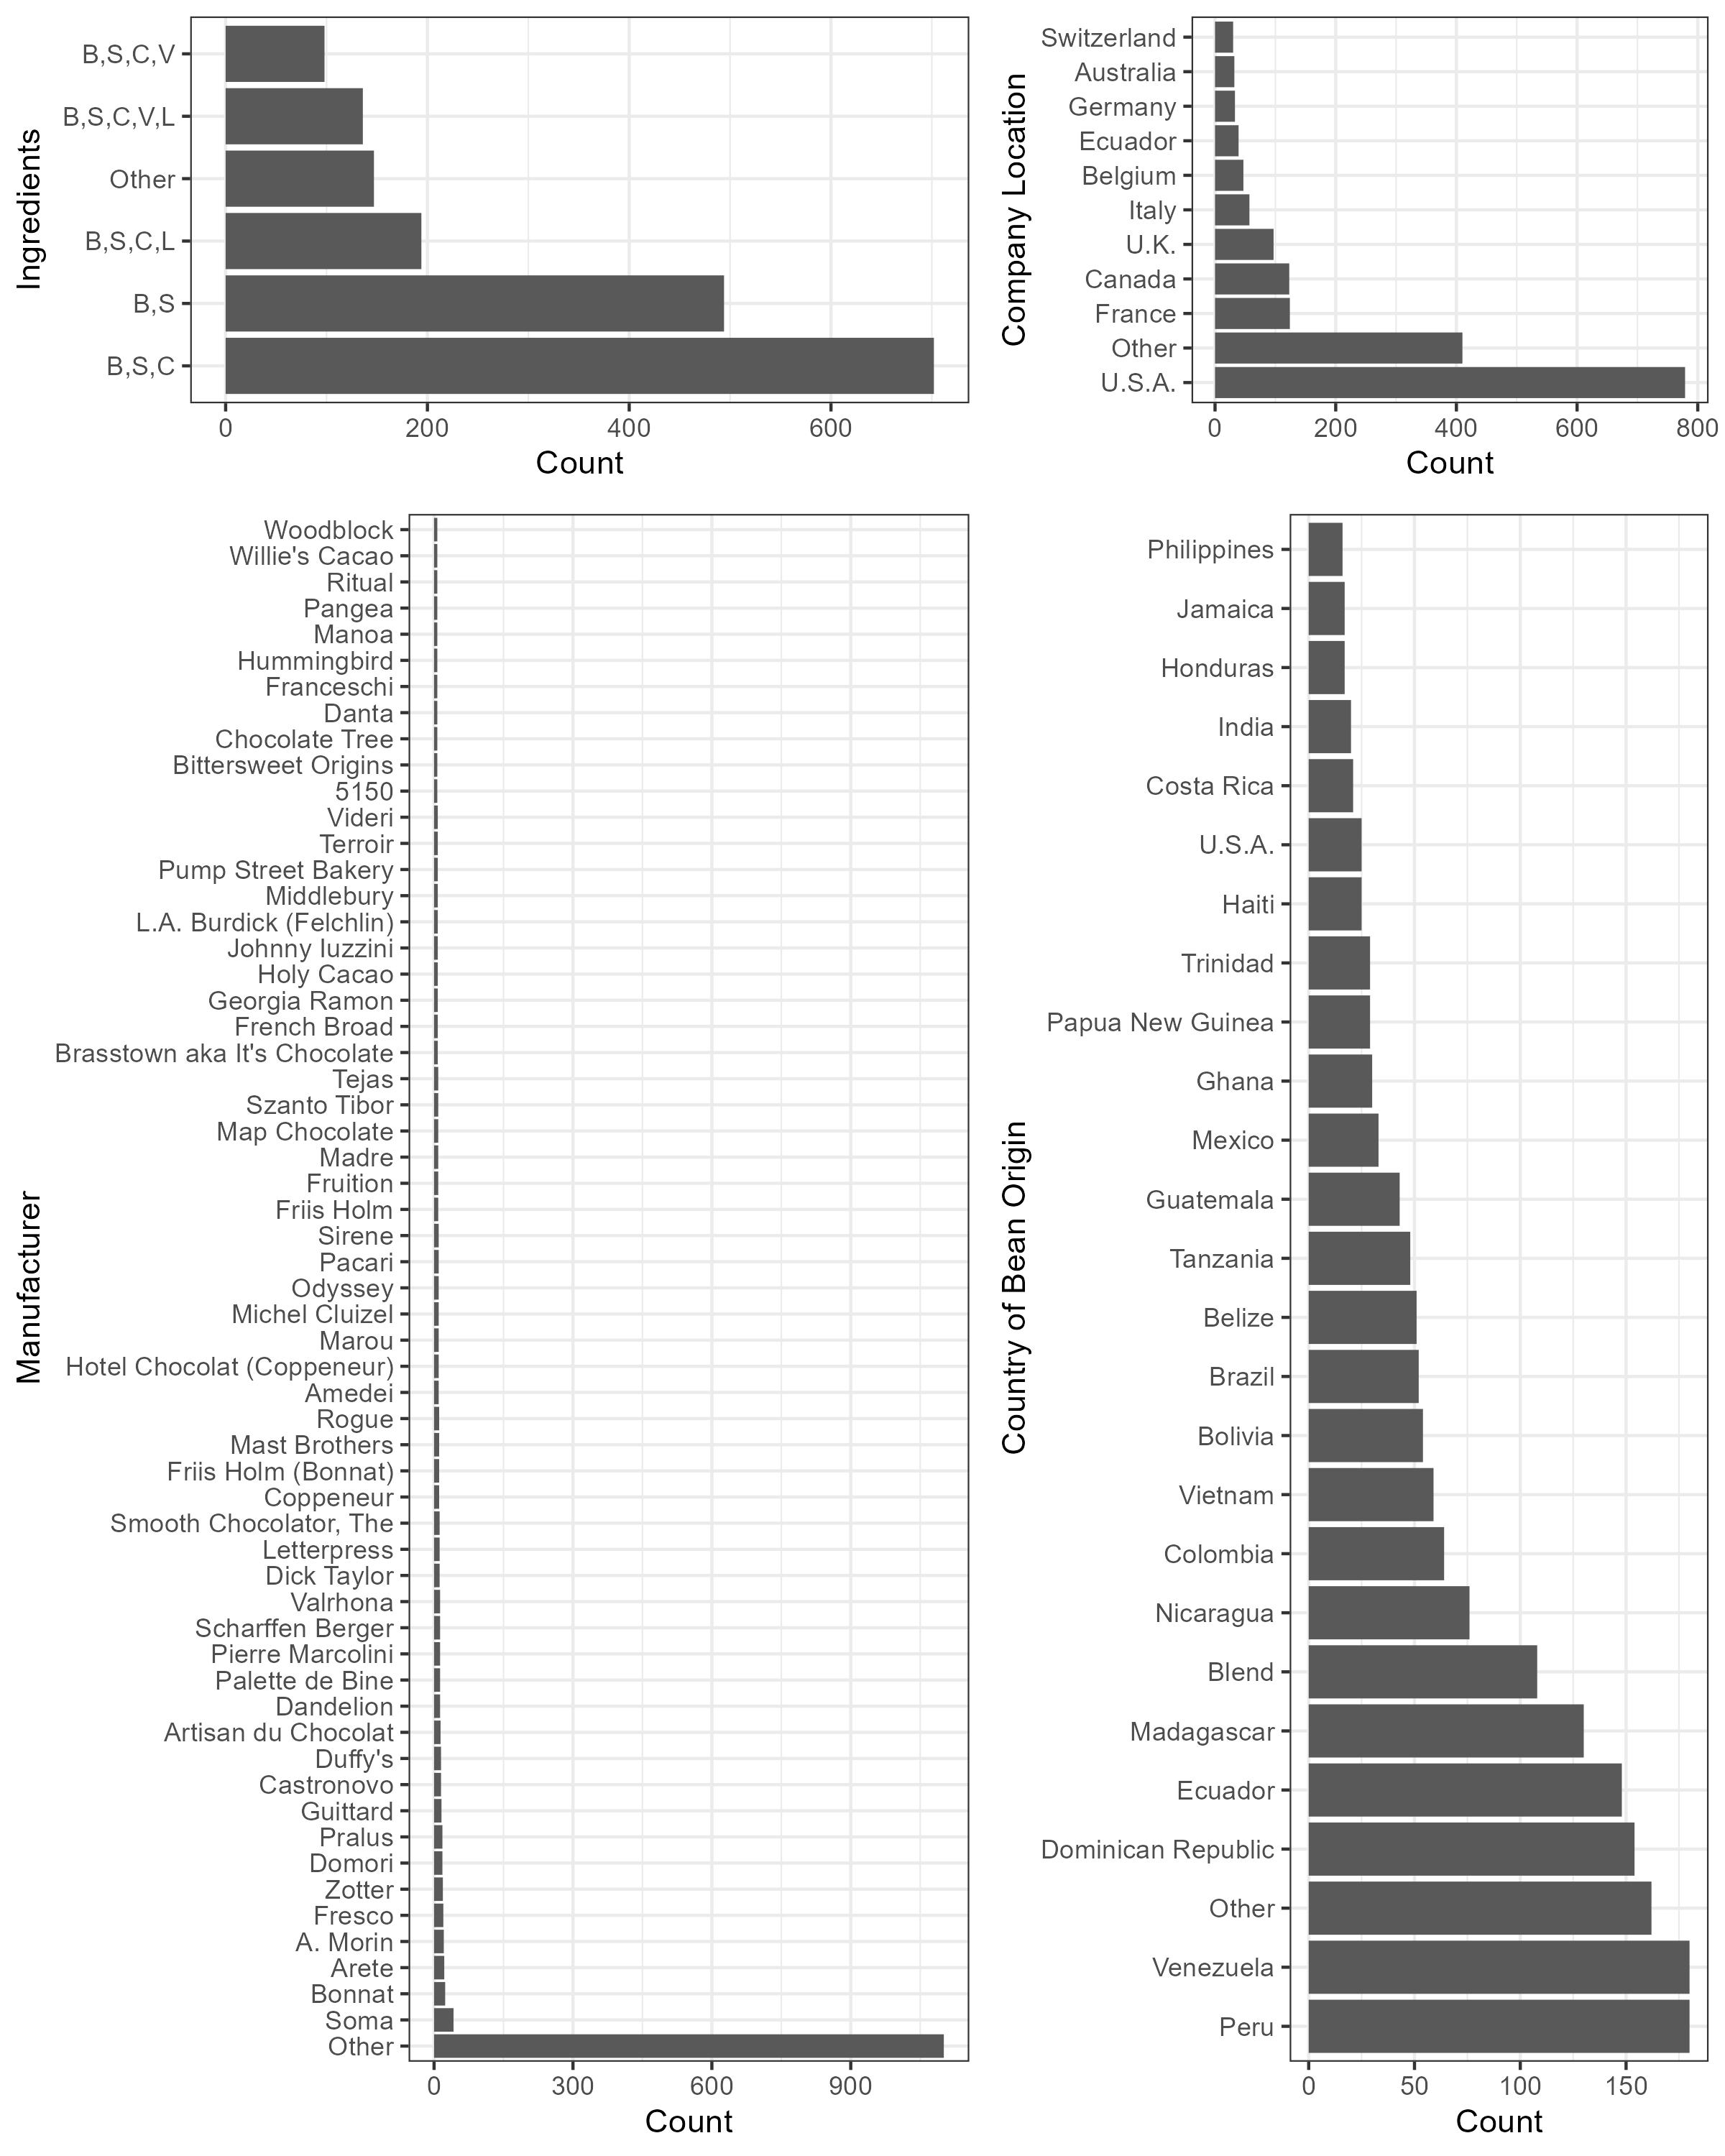 Ingredients
B,S,C,V
B,S,C,V,L
Other
B,S,C,L
B,S
B,S,C
0 200 400 600
Count
Company Location
Switzerland
Australia
Germany
Ecuador
Belgium
Italy
U.K.
Canada
France
Other
U.S.A.
0 200 400 600 800
Count
Manufacturer
Woodblock
Willie's Cacao
Ritual
Pangea
Manoa
Hummingbird
Franceschi
Danta
Chocolate Tree
Bittersweet Origins
5150
Videri
Terroir
Pump Street Bakery
Middlebury
L.A. Burdick (Felchlin)
Johnny Iuzzini
Holy Cacao
Georgia Ramon
French Broad
Brasstown aka It's Chocolate
Tejas
Szanto Tibor
Map Chocolate
Madre
Fruition
Friis Holm
Sirene
Pacari
Odyssey
Michel Cluizel
Marou
Hotel Chocolat (Coppeneur)
Amedei
Rogue
Mast Brothers
Friis Holm (Bonnat)
Coppeneur
Smooth Chocolator, The
Letterpress
Dick Taylor
Valrhona
Scharffen Berger
Pierre Marcolini
Palette de Bine
Dandelion
Artisan du Chocolat
Duffy's
Castronovo
Guittard
Pralus
Domori
Zotter
Fresco
A. Morin
Arete
Bonnat
Soma
Other
0 300 600 900
Count
Country of Bean Origin
Philippines
Jamaica
Honduras
India
Costa Rica
U.S.A.
Haiti
Trinidad
Papua New Guinea
Ghana
Mexico
Guatemala
Tanzania
Belize
Brazil
Bolivia
Vietnam
Colombia
Nicaragua
Blend
Madagascar
Ecuador
Dominican Republic
Other
Venezuela
Peru
0 50 100 150
Count